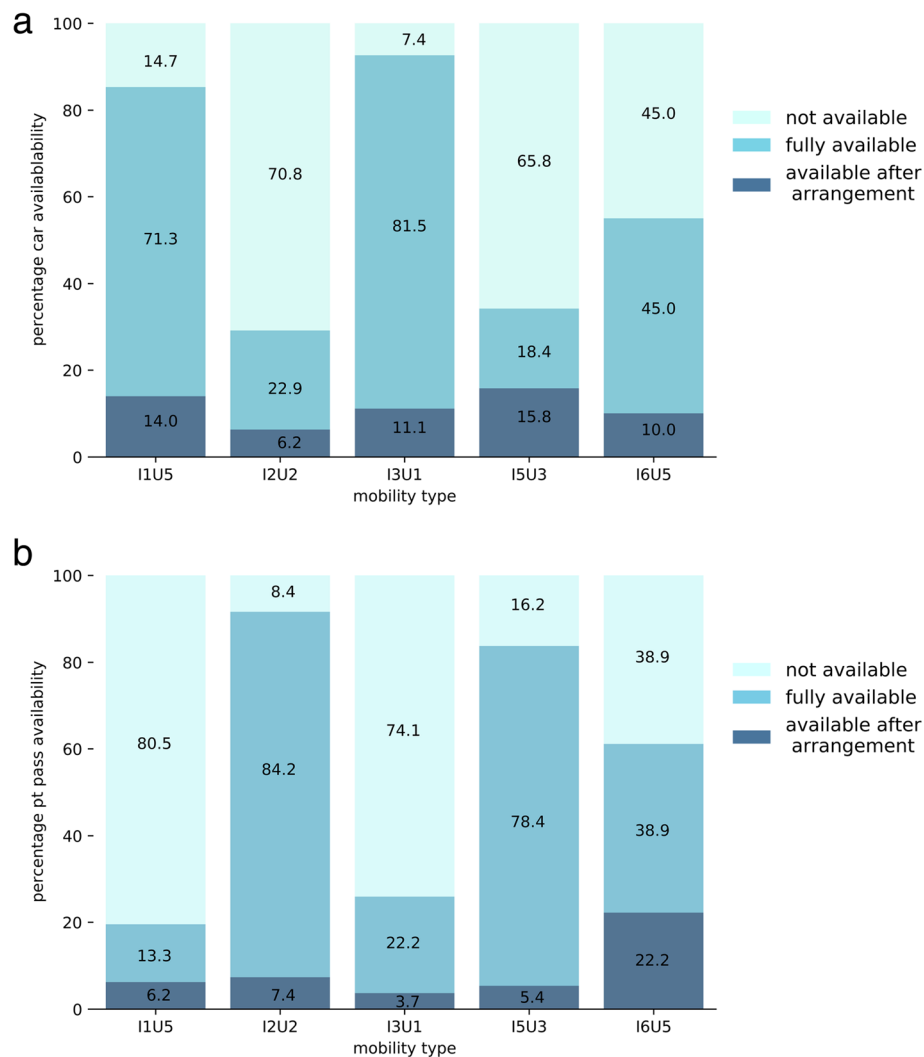 a
percentage car availablability
100
80
60
40
20
0
14.7
71.3
14.0
70.8
22.9
6.2
7.4
81.5
11.1
65.8
18.4
15.8
45.0
45.0
10.0
I1U5 I2U2 I3U1 I5U3 I6U5
mobility type
not available
fully available
available after
arrangement
b
percentage pt pass availability
100
80
60
40
20
0
80.5
13.3
6.2
8.4
84.2
7.4
74.1
22.2
3.7
16.2
78.4
5.4
38.9
38.9
22.2
I1U5 I2U2 I3U1 I5U3 I6U5
mobility type
not available
fully available
available after
arrangement